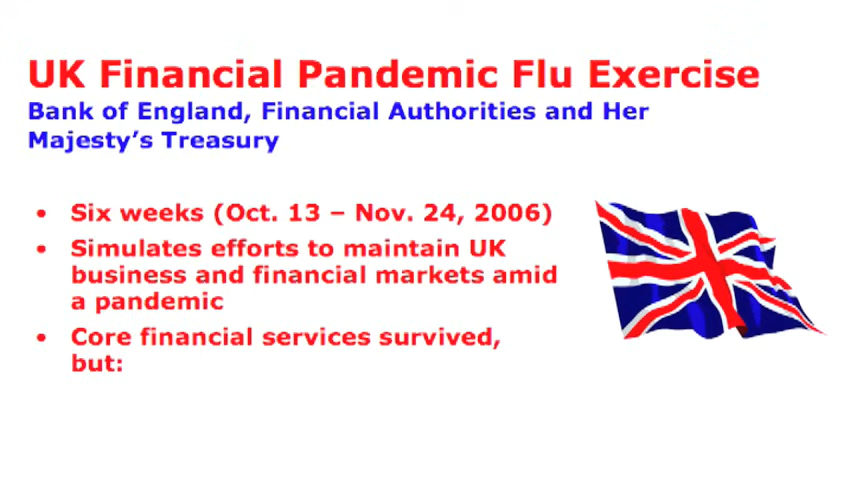 UK Financial Pandemic Flu Exercise
Bank of England, Financial Authorities and Her
Majesty's Treasury
• Six weeks (Oct. 13 – Nov. 24, 2006)
• Simulates efforts to maintain UK
business and financial markets amid
a pandemic
• Core financial services survived,
but: